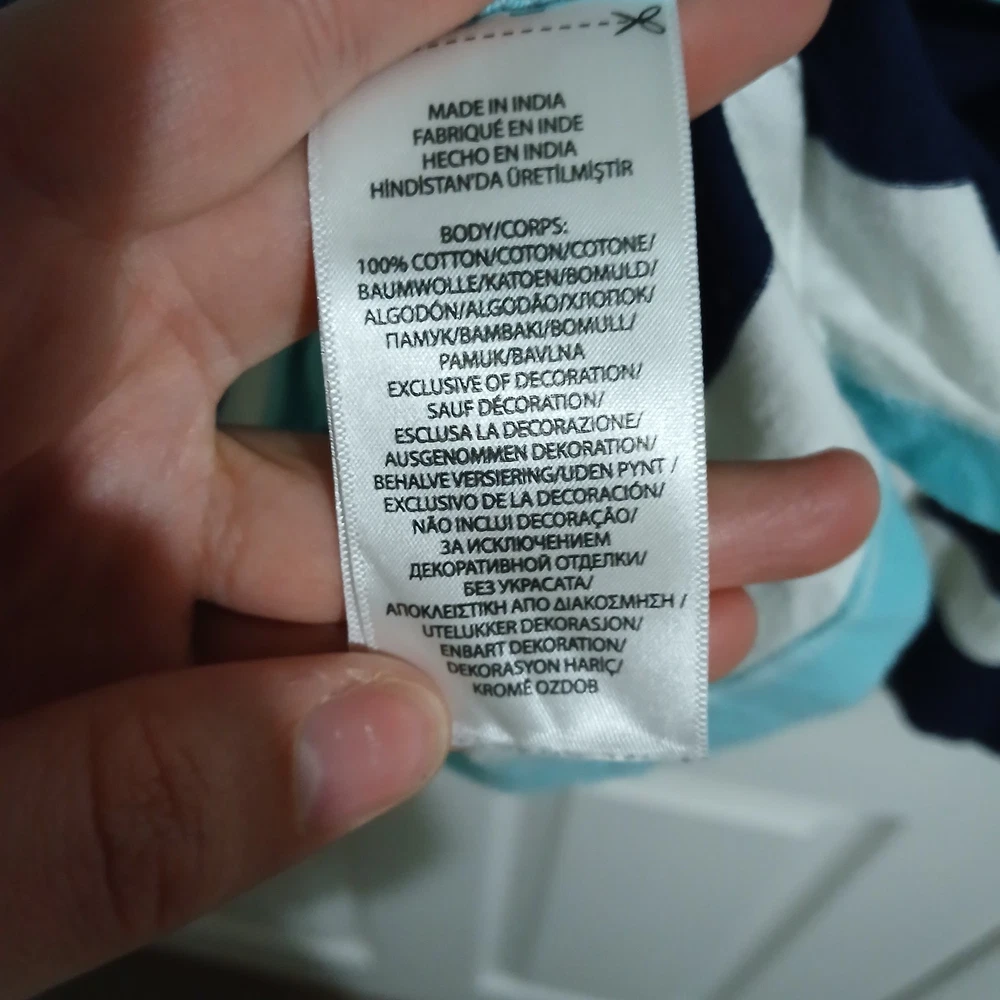 MADE IN INDIA
FABRIQUÉ EN INDE
HECHO EN INDIA
HİNDİSTAN'DA ÜRETİLMİŞTİR
BODY/CORPS:
100% COTTON/COTON/COTONE/
BAUMWOLLE/KATOEN/BOMULD/
ALGODÓN/ALGODÃO/ХЛОПОК/
ПАМУК/ΒΑΜΒΑΚΙ/BOMULL/
PAMUK/BAVLNA
EXCLUSIVE OF DECORATION/
SAUF DÉCORATION/
ESCLUSA LA DECORAZIONE/
AUSGENOMMEN DEKORATION/
BEHALVE VERSIERING/UDEN PYNT /
EXCLUSIVO DE LA DECORACIÓN/
NÃO INCLUI DECORAÇÃO/
ЗА ИСКЛЮЧЕНИЕМ
ДЕКОРАТИВНОЙ ОТДЕЛКИ/
БЕЗ УКРАСАТА/
ΑΠΟΚΛΕΙΣΤΙΚΗ ΑΠΟ ΔΙΑΚΟΣΜΗΣΗ /
UTELUKKER DEKORASJON/
ENBART DEKORATION/
DEKORASYON HARİÇ/
KROMĚ OZDOB